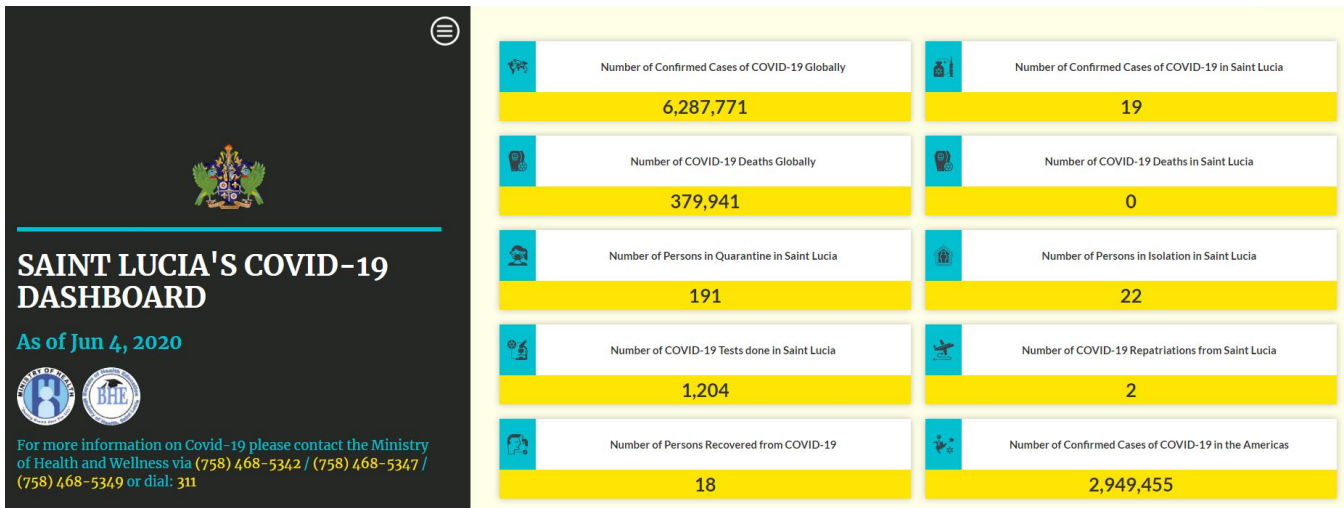 SAINT LUCIA'S COVID-19
DASHBOARD
As of Jun 4, 2020
MINISTRY OF HEALTH
BHE
For more information on Covid-19 please contact the Ministry
of Health and Wellness via (758) 468-5342 / (758) 468-5347 /
(758) 468-5349 or dial: 311
Number of Confirmed Cases of COVID-19 Globally
6,287,771
Number of Confirmed Cases of COVID-19 in Saint Lucia
19
Number of COVID-19 Deaths Globally
379,941
Number of COVID-19 Deaths in Saint Lucia
0
Number of Persons in Quarantine in Saint Lucia
191
Number of Persons in Isolation in Saint Lucia
22
Number of COVID-19 Tests done in Saint Lucia
1,204
Number of COVID-19 Repatriations from Saint Lucia
2
Number of Persons Recovered from COVID-19
18
Number of Confirmed Cases of COVID-19 in the Americas
2,949,455